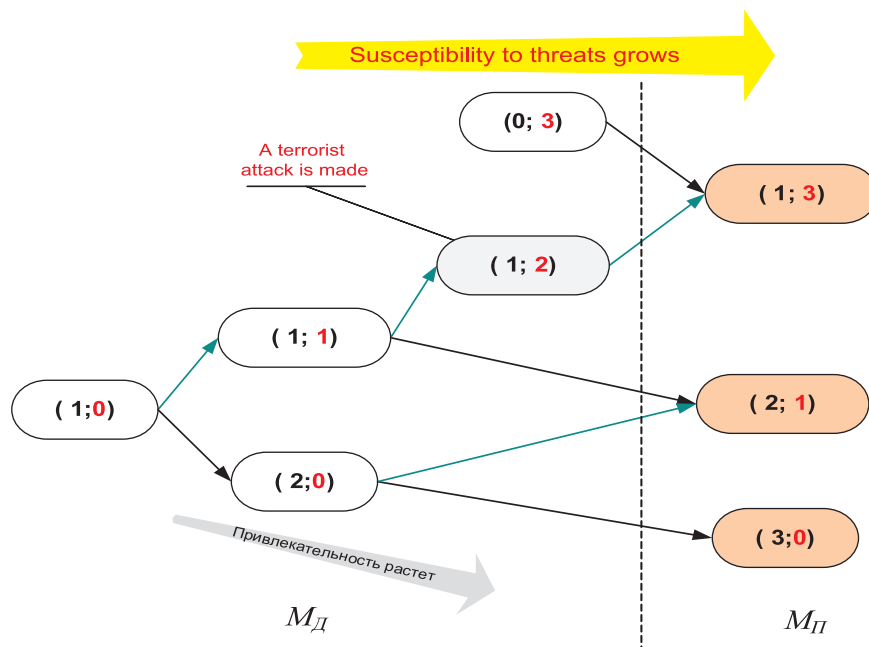 Susceptibility to threats grows
(0; 3)
A terrorist
attack is made
( 1; 3)
( 1; 2)
( 1; 1)
( 1;0)
( 2; 1)
( 2;0)
( 3;0)
Привлекательность растет
MД
MП